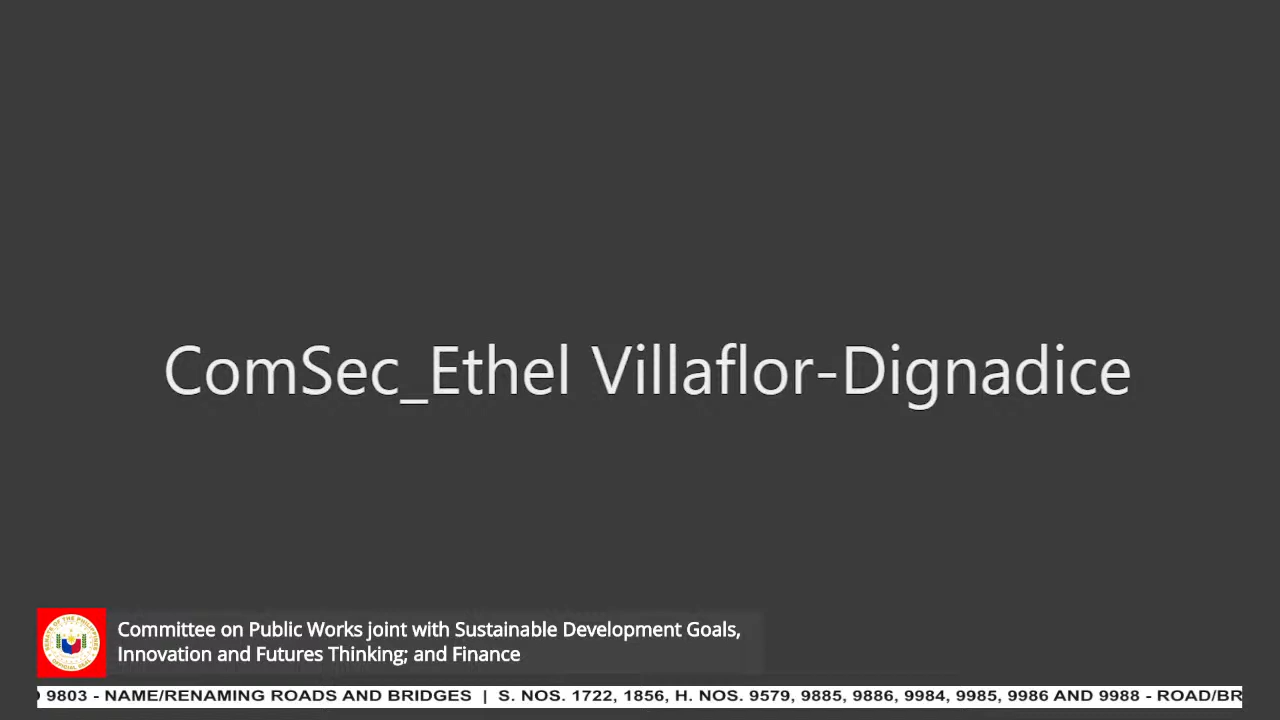 ComSec_Ethel Villaflor-Dignadice
Committee on Public Works joint with Sustainable Development Goals,
Innovation and Futures Thinking; and Finance
9803 - NAME/RENAMING ROADS AND BRIDGES | S. NOS. 1722, 1856, H. NOS. 9579, 9885, 9886, 9984, 9985, 9986 AND 9988 - ROAD/BR